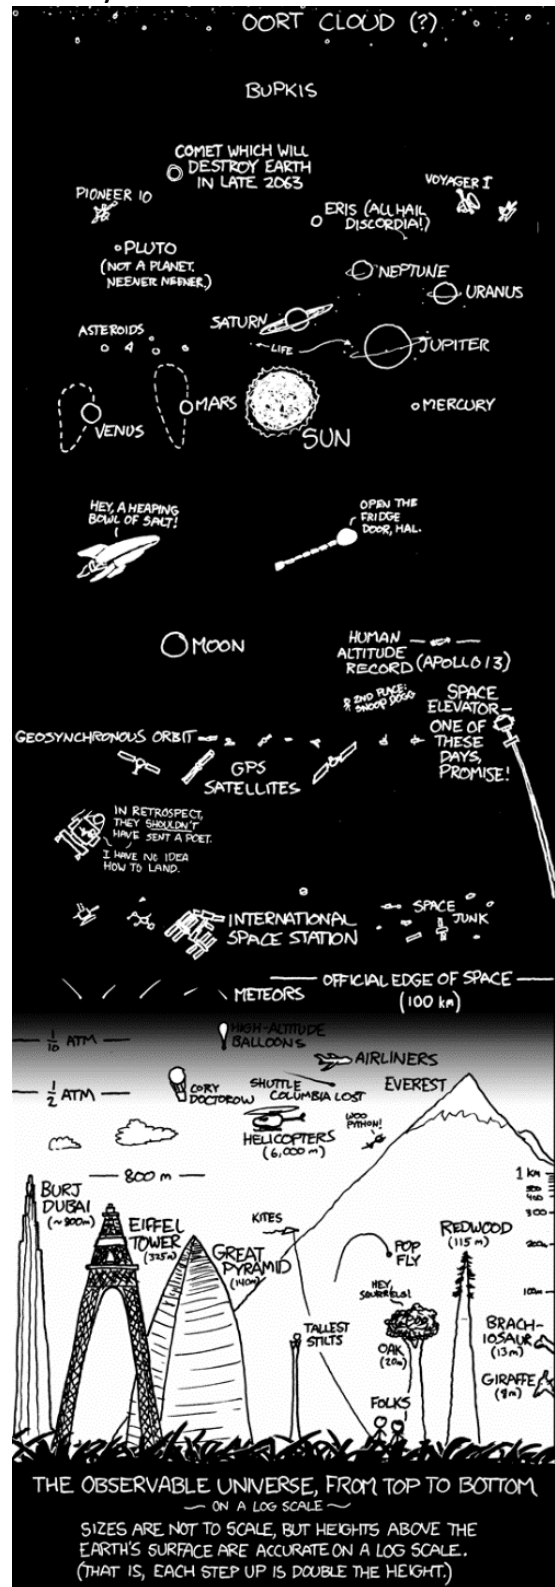 OORT CLOUD (?)
BUPKIS
COMET WHICH WILL
DESTROY EARTH
IN LATE 2063
PIONEER 10
VOYAGER I
ERIS (ALL HAIL
DISCORDIA!)
PLUTO
(NOT A PLANET.
NEENER NEENER.)
NEPTUNE
URANUS
SATURN
ASTEROIDS
LIFE
JUPITER
MARS
MERCURY
VENUS
SUN
HEY, A HEAPING
BOWL OF SALT!
OPEN THE
FRIDGE
DOOR, HAL.
MOON
HUMAN
ALTITUDE
RECORD (APOLLO 13)
2ND PLACE:
SNOOP DOGG
SPACE
ELEVATOR—
ONE OF
THESE
DAYS,
PROMISE!
GEOSYNCHRONOUS ORBIT
GPS
SATELLITES
IN RETROSPECT,
THEY SHOULDN'T
HAVE SENT A POET.
I HAVE NO IDEA
HOW TO LAND.
INTERNATIONAL
SPACE STATION
SPACE
JUNK
OFFICIAL EDGE OF SPACE
(100 km)
METEORS
HIGH-ALTITUDE
BALLOONS
1/10 ATM
AIRLINERS
1/2 ATM
CORY
DOCTOROW
SHUTTLE
COLUMBIA LOST
EVEREST
HELICOPTERS
(6,000 m)
WOO
PYTHON!
800 m
1 km
500
400
300
200m
100m
BURJ
DUBAI
(~800m)
EIFFEL
TOWER
(325m)
GREAT
PYRAMID
(140m)
KITES
POP
FLY
REDWOOD
(115 m)
HEY,
SQUIRRELS!
TALLEST
STILTS
OAK
(20m)
BRACH-
IOSAUR
(13m)
GIRAFFE
(8m)
FOLKS
THE OBSERVABLE UNIVERSE, FROM TOP TO BOTTOM
~ ON A LOG SCALE ~
SIZES ARE NOT TO SCALE, BUT HEIGHTS ABOVE THE
EARTH'S SURFACE ARE ACCURATE ON A LOG SCALE.
(THAT IS, EACH STEP UP IS DOUBLE THE HEIGHT.)